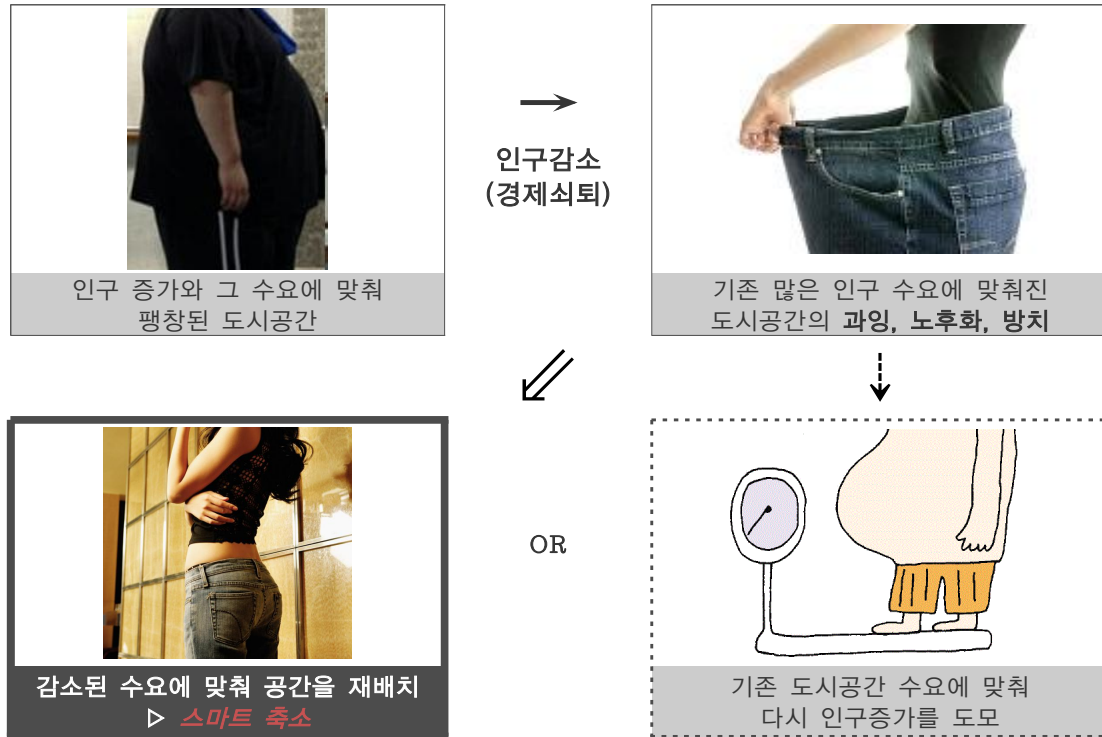 인구 증가와 그 수요에 맞춰
팽창된 도시공간
→
인구감소
(경제쇠퇴)
기존 많은 인구 수요에 맞춰진
도시공간의 과잉, 노후화, 방치
감소된 수요에 맞춰 공간을 재배치
▷ 스마트 축소
OR
기존 도시공간 수요에 맞춰
다시 인구증가를 도모